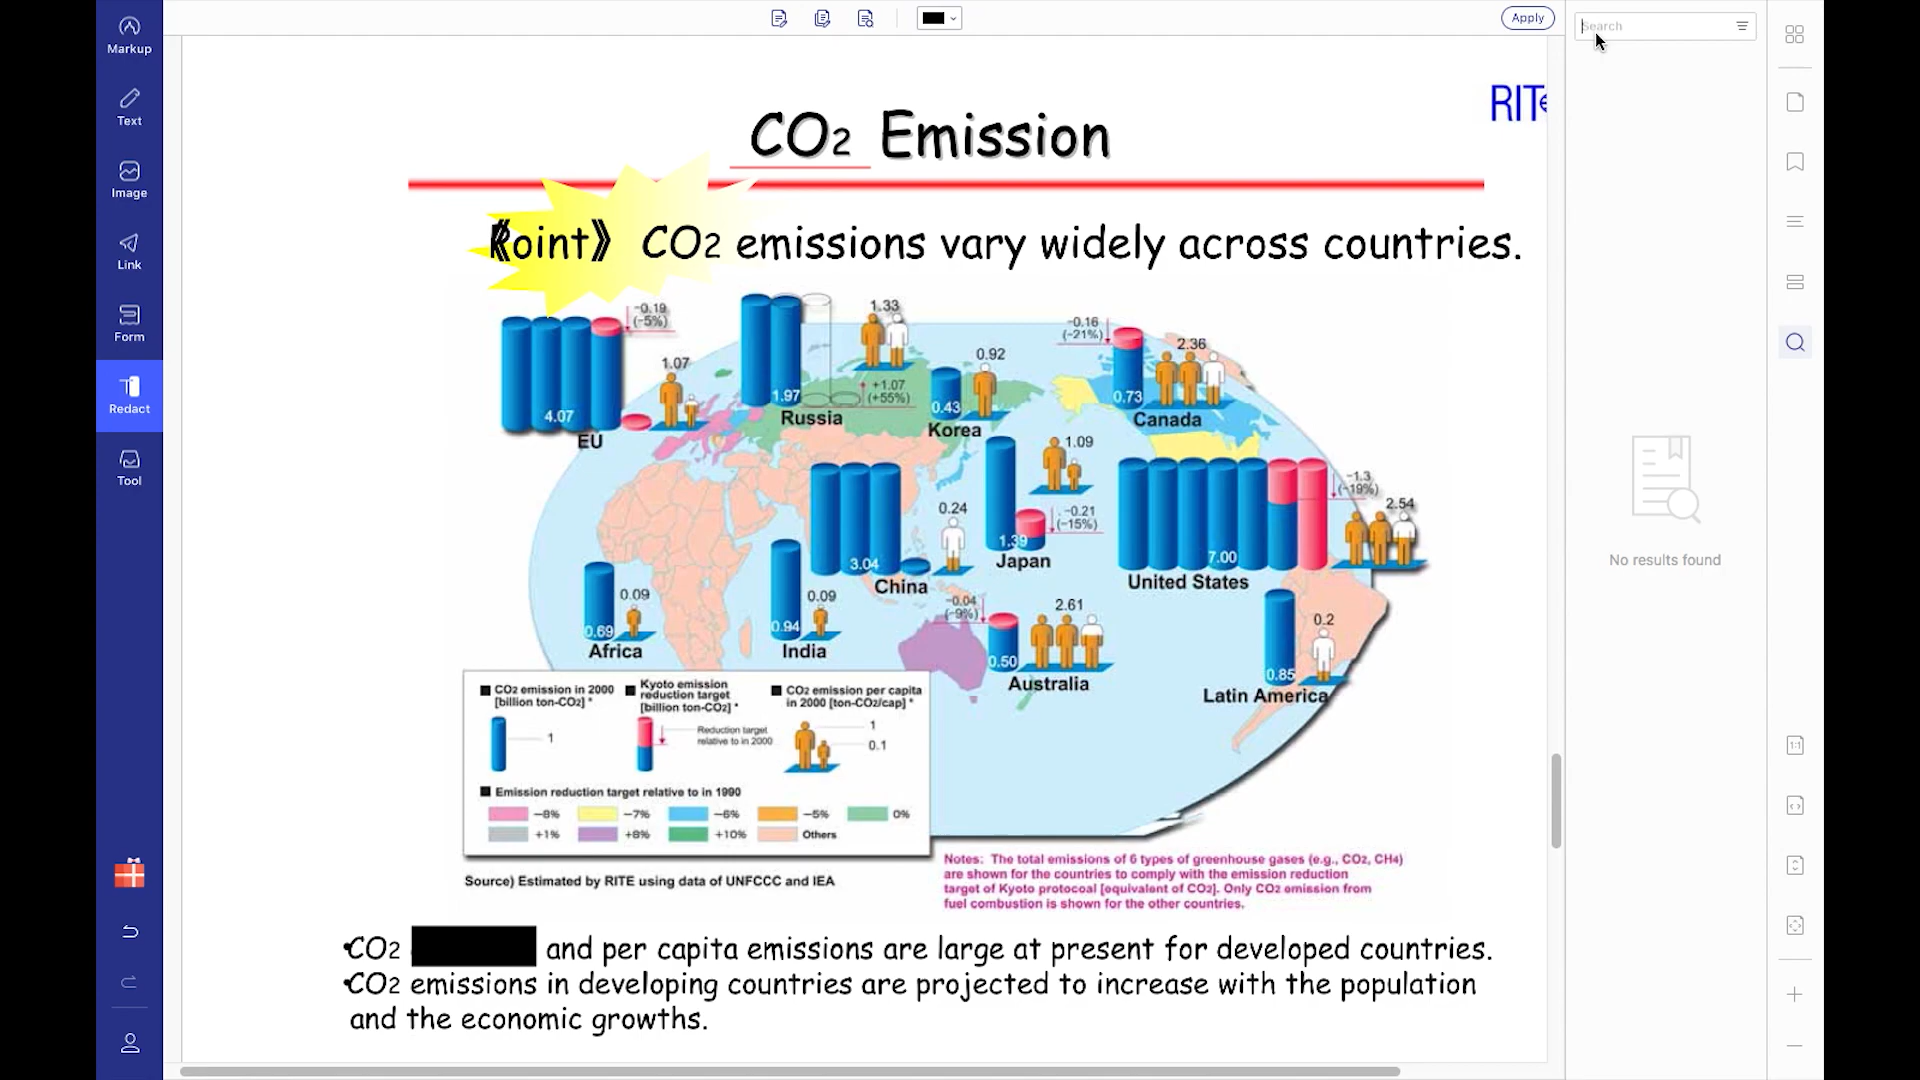 Markup
Text
Image
Link
Form
Redact
Tool
Apply
Search
No results found
1:1
CO2 Emission
《Point》 CO2 emissions vary widely across countries.
−0.19
(−5%)
4.07
1.07
EU
1.97
1.33
+1.07
(+55%)
Russia
0.43
0.92
Korea
−0.16
(−21%)
0.73
2.36
Canada
1.39
1.09
−0.21
(−15%)
Japan
3.04
0.24
China
7.00
−1.3
(−19%)
2.54
United States
0.69
0.09
Africa
0.94
0.09
India
−0.04
(−9%)
0.50
2.61
Australia
0.85
0.2
Latin America
CO2 emission in 2000
[billion ton-CO2] *
1
Kyoto emission
reduction target
[billion ton-CO2] *
Reduction target
relative to in 2000
CO2 emission per capita
in 2000 [ton-CO2/cap] *
1
0.1
Emission reduction target relative to in 1990
−8% −7% −6% −5% 0%
+1% +8% +10% Others
Source) Estimated by RITE using data of UNFCCC and IEA
Notes: The total emissions of 6 types of greenhouse gases (e.g., CO2, CH4)
are shown for the countries to comply with the emission reduction
target of Kyoto protocoal [equivalent of CO2]. Only CO2 emission from
fuel combustion is shown for the other countries.
•CO2 and per capita emissions are large at present for developed countries.
•CO2 emissions in developing countries are projected to increase with the population
and the economic growths.